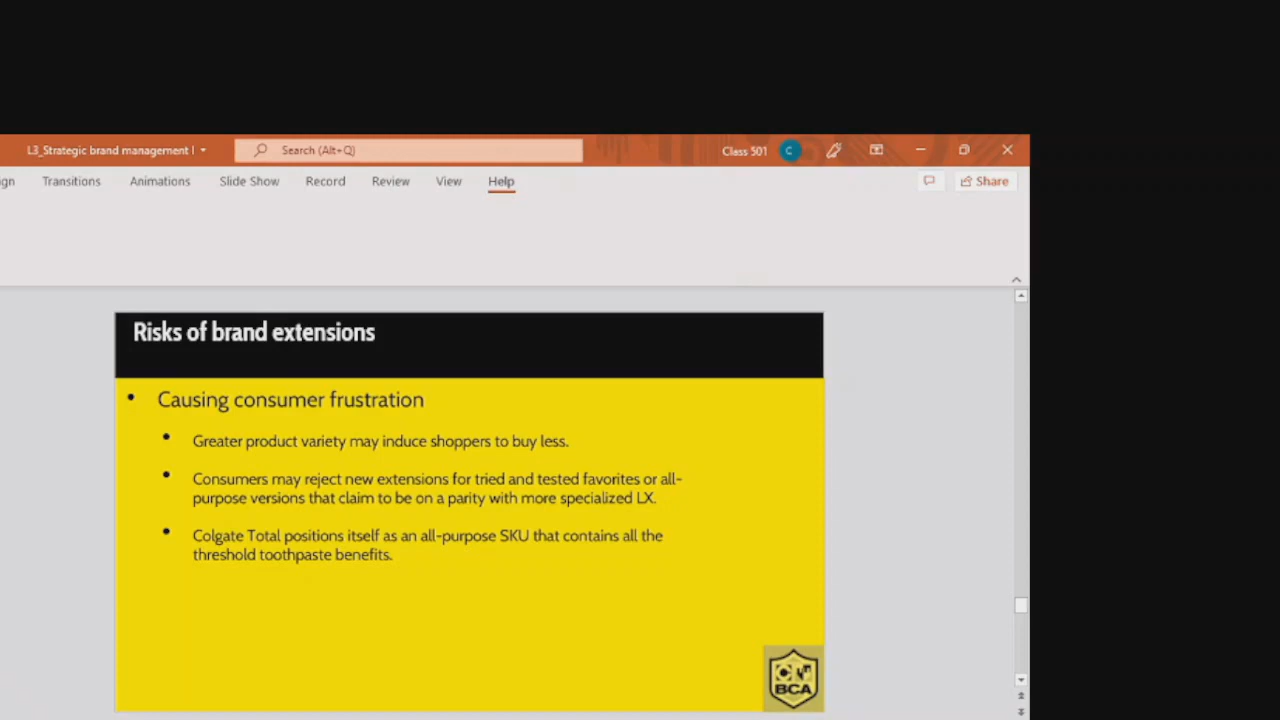 L3_Strategic brand management I
Search (Alt+Q)
Class 501
C
gn
Transitions
Animations
Slide Show
Record
Review
View
Help
Share
Risks of brand extensions
• Causing consumer frustration
• Greater product variety may induce shoppers to buy less.
• Consumers may reject new extensions for tried and tested favorites or all-
purpose versions that claim to be on a parity with more specialized LX.
• Colgate Total positions itself as an all-purpose SKU that contains all the
threshold toothpaste benefits.
BCA